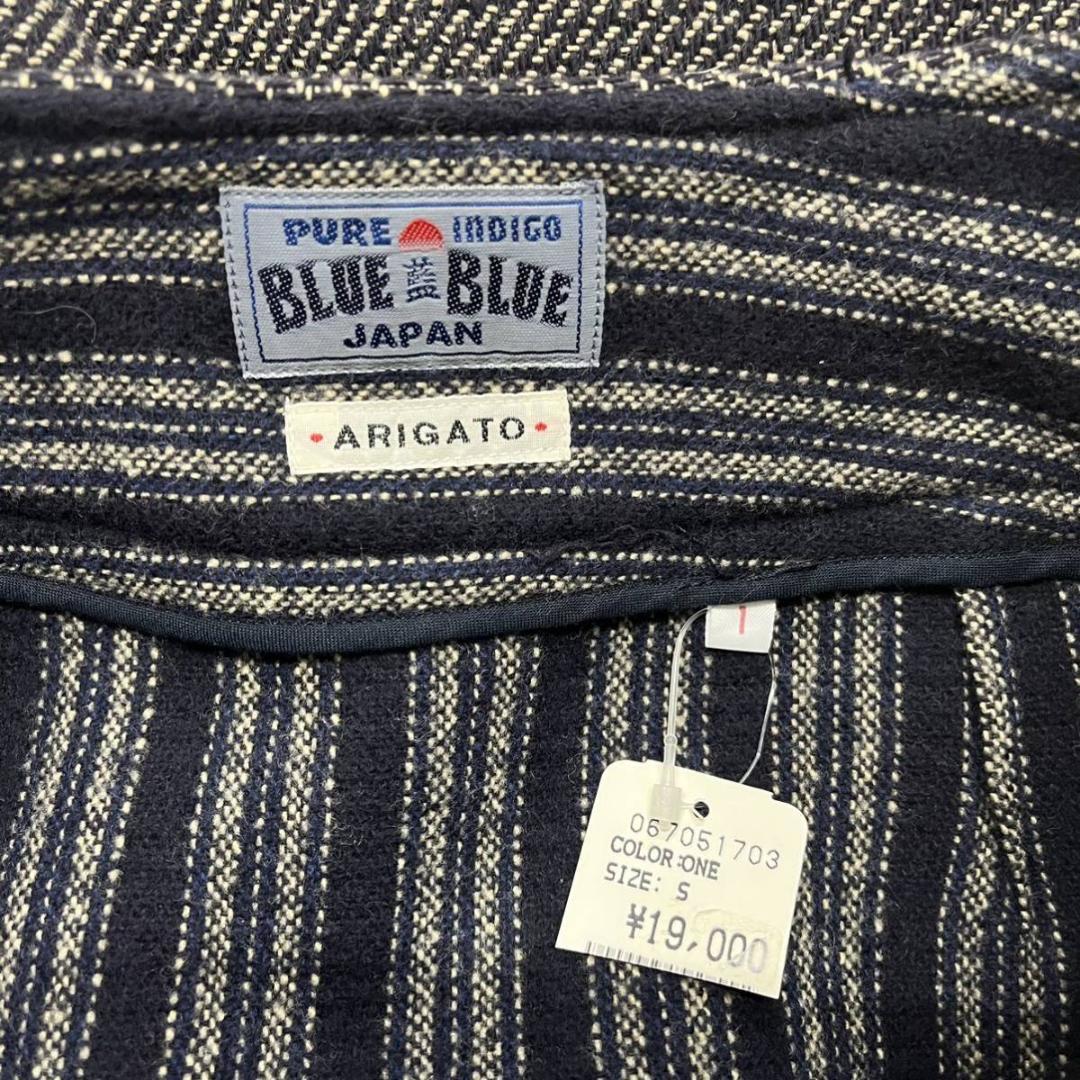 PURE INDIGO
BLUE 藍 BLUE
JAPAN
• ARIGATO •
1
067051703
COLOR:ONE
SIZE: S
¥19,000